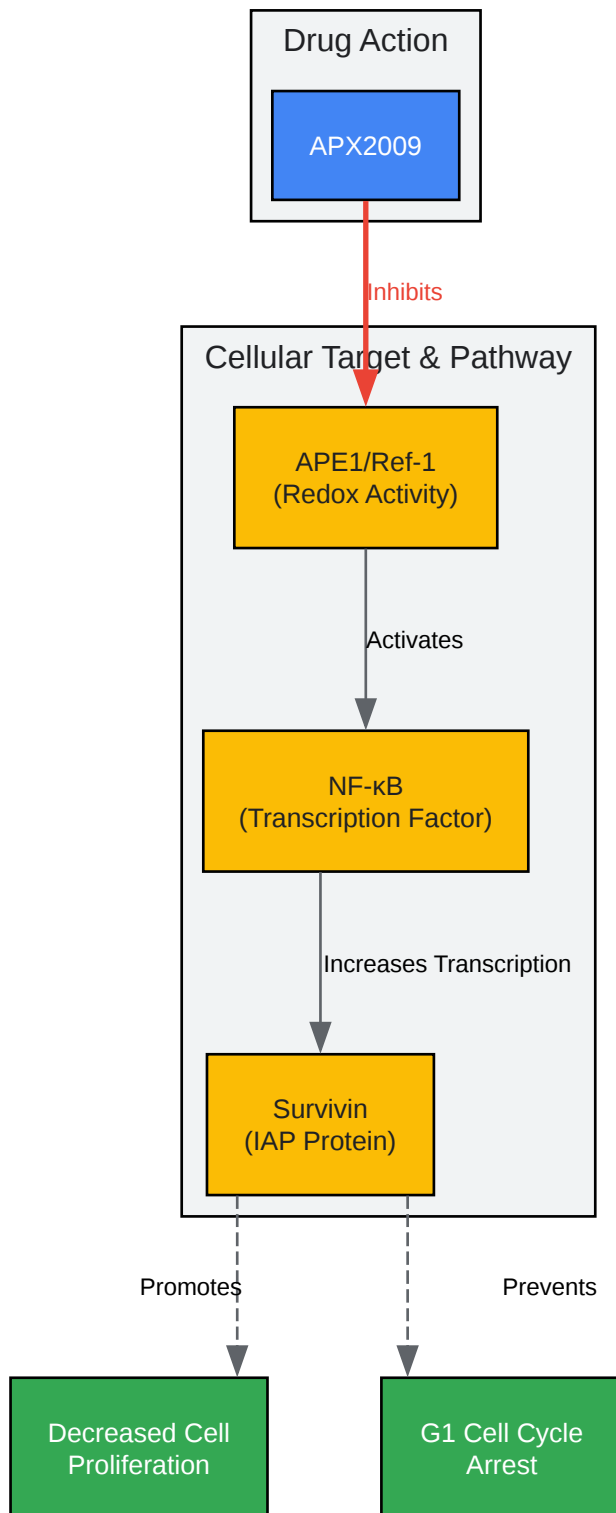 Drug Action
APX2009
Inhibits
Cellular Target & Pathway
APE1/Ref-1
(Redox Activity)
Activates
NF-κB
(Transcription Factor)
Increases Transcription
Survivin
(IAP Protein)
Promotes
Prevents
Decreased Cell
Proliferation
G1 Cell Cycle
Arrest